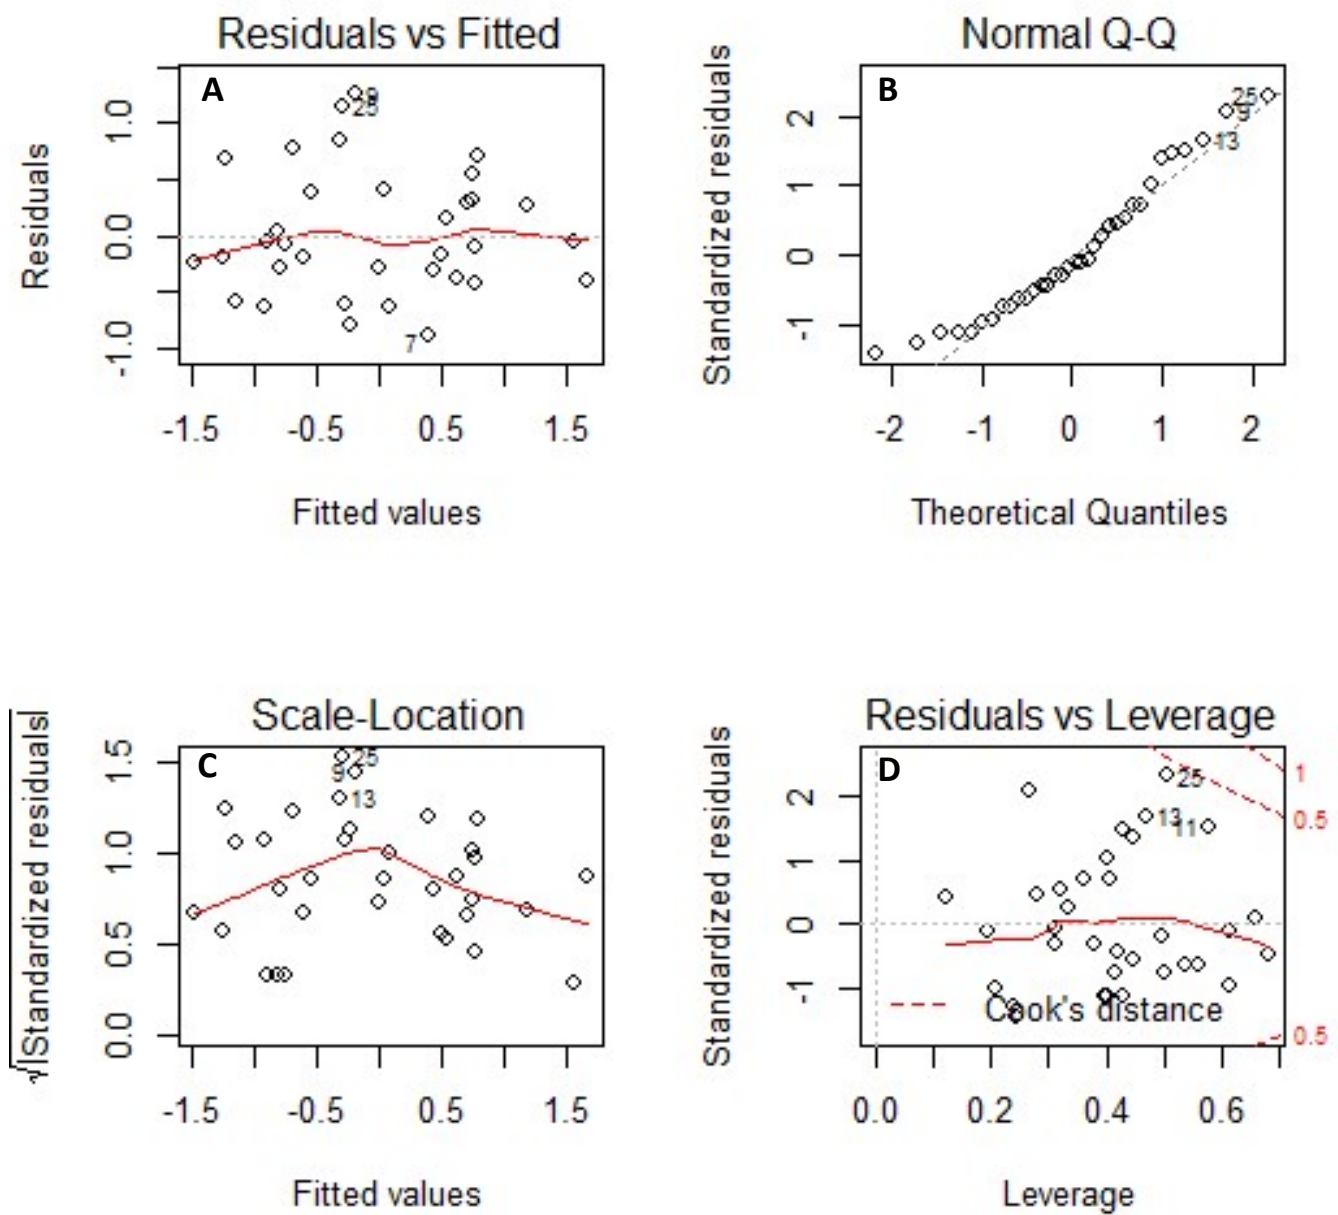 Residuals vs Fitted
A
9
25
7
Residuals
1.0
0.0
-1.0
-1.5 -0.5 0.5 1.5
Fitted values
Normal Q-Q
B
25
9
13
Standardized residuals
2
1
0
-1
-2 -1 0 1 2
Theoretical Quantiles
Scale-Location
C
25
9
13
√|Standardized residuals|
1.5
1.0
0.5
0.0
-1.5 -0.5 0.5 1.5
Fitted values
Residuals vs Leverage
D
25
13
11
1
0.5
0.5
Cook's distance
Standardized residuals
2
1
0
-1
0.0 0.2 0.4 0.6
Leverage